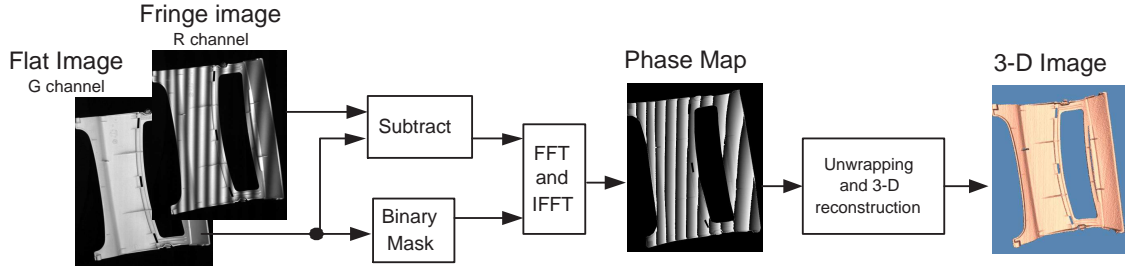 Fringe image
R channel
Flat Image
G channel
Subtract
Binary
Mask
FFT
and
IFFT
Phase Map
Unwrapping
and 3-D
reconstruction
3-D Image